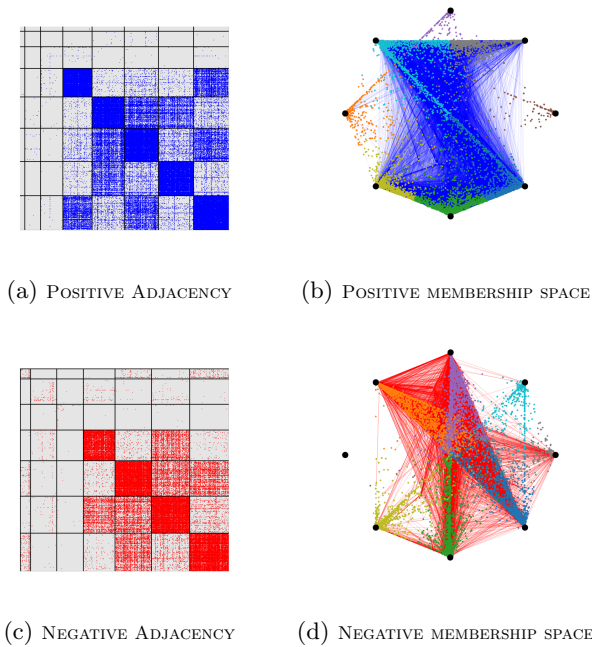 (a) POSITIVE ADJACENCY
(b) POSITIVE MEMBERSHIP SPACE
(c) NEGATIVE ADJACENCY
(d) NEGATIVE MEMBERSHIP SPACE